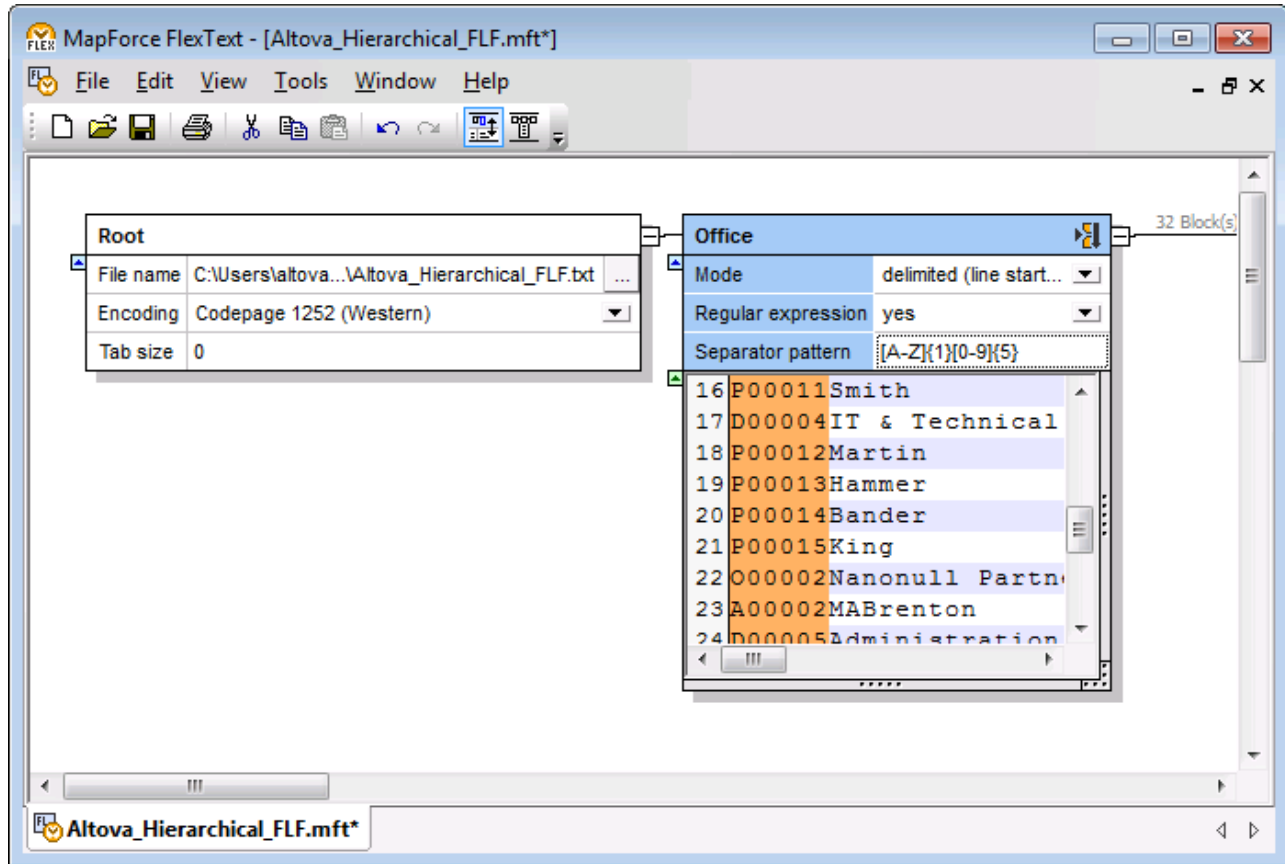 MapForce FlexText - [Altova_Hierarchical_FLF.mft*]
File Edit View Tools Window Help
32 Block(s)
Root
File name C:\Users\altova...\Altova_Hierarchical_FLF.txt ...
Encoding Codepage 1252 (Western)
Tab size 0
Office
Mode delimited (line start...
Regular expression yes
Separator pattern [A-Z]{1}[0-9]{5}
16 P00011Smith
17 D00004IT & Technical
18 P00012Martin
19 P00013Hammer
20 P00014Bander
21 P00015King
22 O00002Nanonull Partn
23 A00002MABrenton
24 D00005Administration
Altova_Hierarchical_FLF.mft*